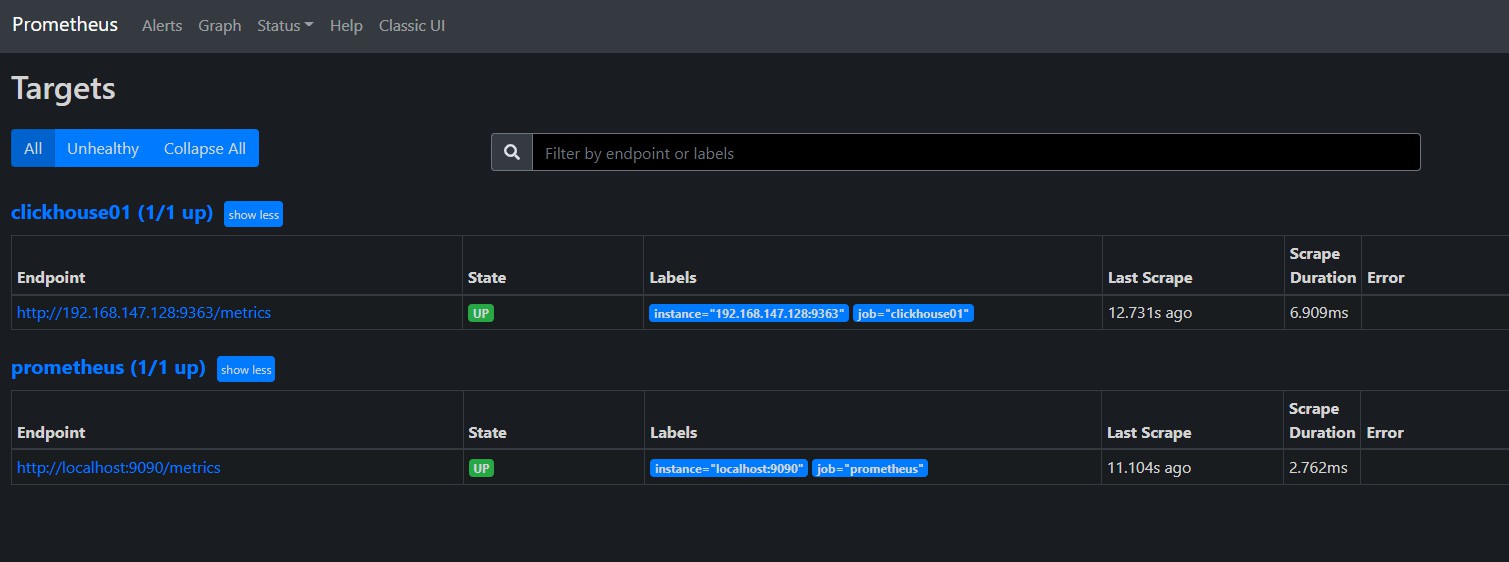 Prometheus Alerts Graph Status Help Classic UI
Targets
All Unhealthy Collapse All
Filter by endpoint or labels
clickhouse01 (1/1 up) show less
Endpoint State Labels Last Scrape Scrape Duration Error
http://192.168.147.128:9363/metrics UP instance="192.168.147.128:9363" job="clickhouse01" 12.731s ago 6.909ms
prometheus (1/1 up) show less
Endpoint State Labels Last Scrape Scrape Duration Error
http://localhost:9090/metrics UP instance="localhost:9090" job="prometheus" 11.104s ago 2.762ms